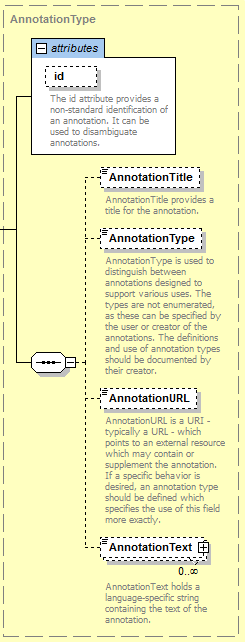 AnnotationType
attributes
id
The id attribute provides a
non-standard identification of
an annotation. It can be
used to disambiguate
annotations.
AnnotationTitle
AnnotationTitle provides a
title for the annotation.
AnnotationType
AnnotationType is used to
distinguish between
annotations designed to
support various uses. The
types are not enumerated,
as these can be specified by
the user or creator of the
annotations. The definitions
and use of annotation types
should be documented by
their creator.
AnnotationURL
AnnotationURL is a URI -
typically a URL - which
points to an external resource
which may contain or
supplement the annotation.
If a specific behavior is
desired, an annotation type
should be defined which
specifies the use of this field
more exactly.
AnnotationText
0..∞
AnnotationText holds a
language-specific string
containing the text of the
annotation.